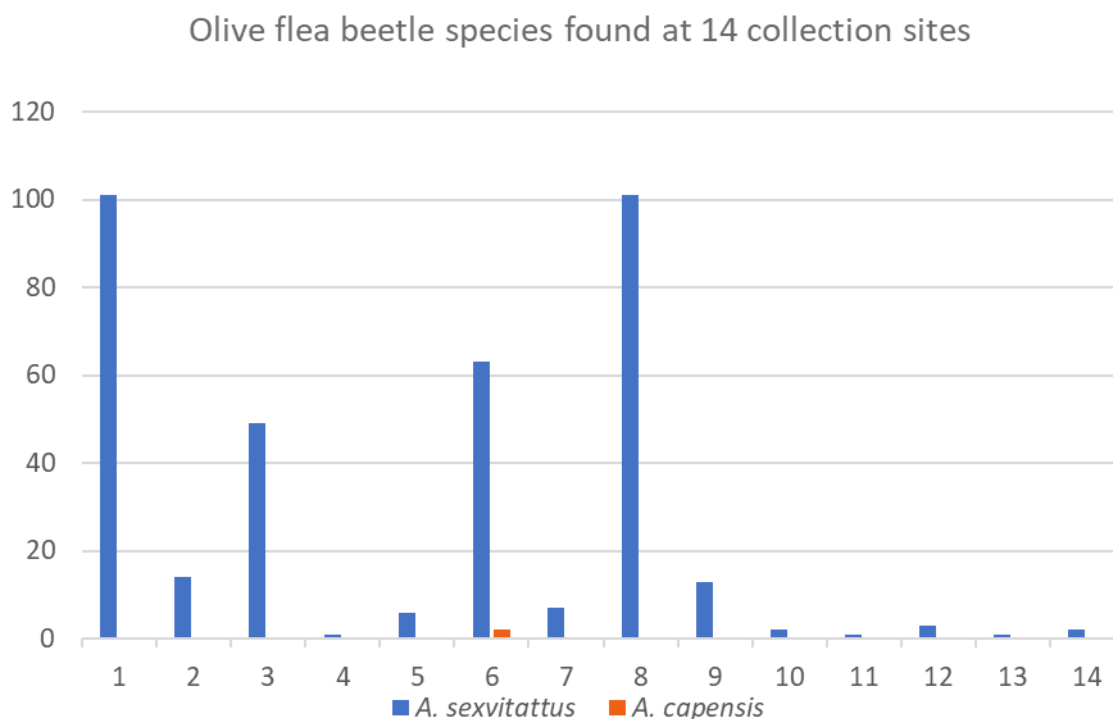 Olive flea beetle species found at 14 collection sites
120
100
80
60
40
20
0
1 2 3 4 5 6 7 8 9 10 11 12 13 14
A. sexvitattus A. capensis